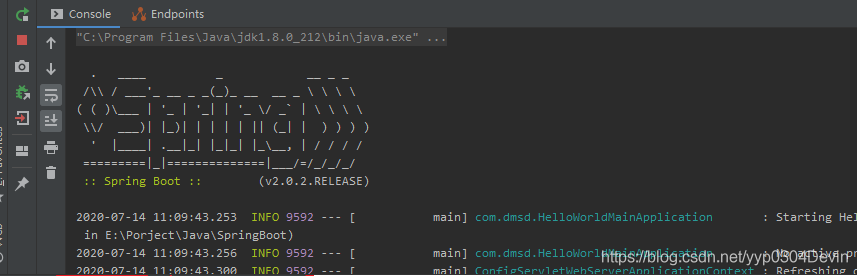 Console Endpoints
"C:\Program Files\Java\jdk1.8.0_212\bin\java.exe" ...
  .   ____          _            __ _ _
 /\\ / ___'_ __ _ _(_)_ __  __ _ \ \ \ \
( ( )\___ | '_ | '_| | '_ \/ _` | \ \ \ \
 \\/  ___)| |_)| | | | | || (_| |  ) ) ) )
  '  |____| .__|_| |_|_| |_\__, | / / / /
 =========|_|==============|___/=/_/_/_/
 :: Spring Boot ::        (v2.0.2.RELEASE)
2020-07-14 11:09:43.253  INFO 9592 --- [           main] com.dmsd.HelloWorldMainApplication       : Starting Hel
 in E:\Porject\Java\SpringBoot)
2020-07-14 11:09:43.256  INFO 9592 --- [           main] com.dmsd.HelloWorldMainApplication       : No active pr
2020-07-14 11:09:43.300  INFO 9592 --- [           main] ConfigServletWebServerApplicationContext : Refreshing
https://blog.csdn.net/yyp0304Devin